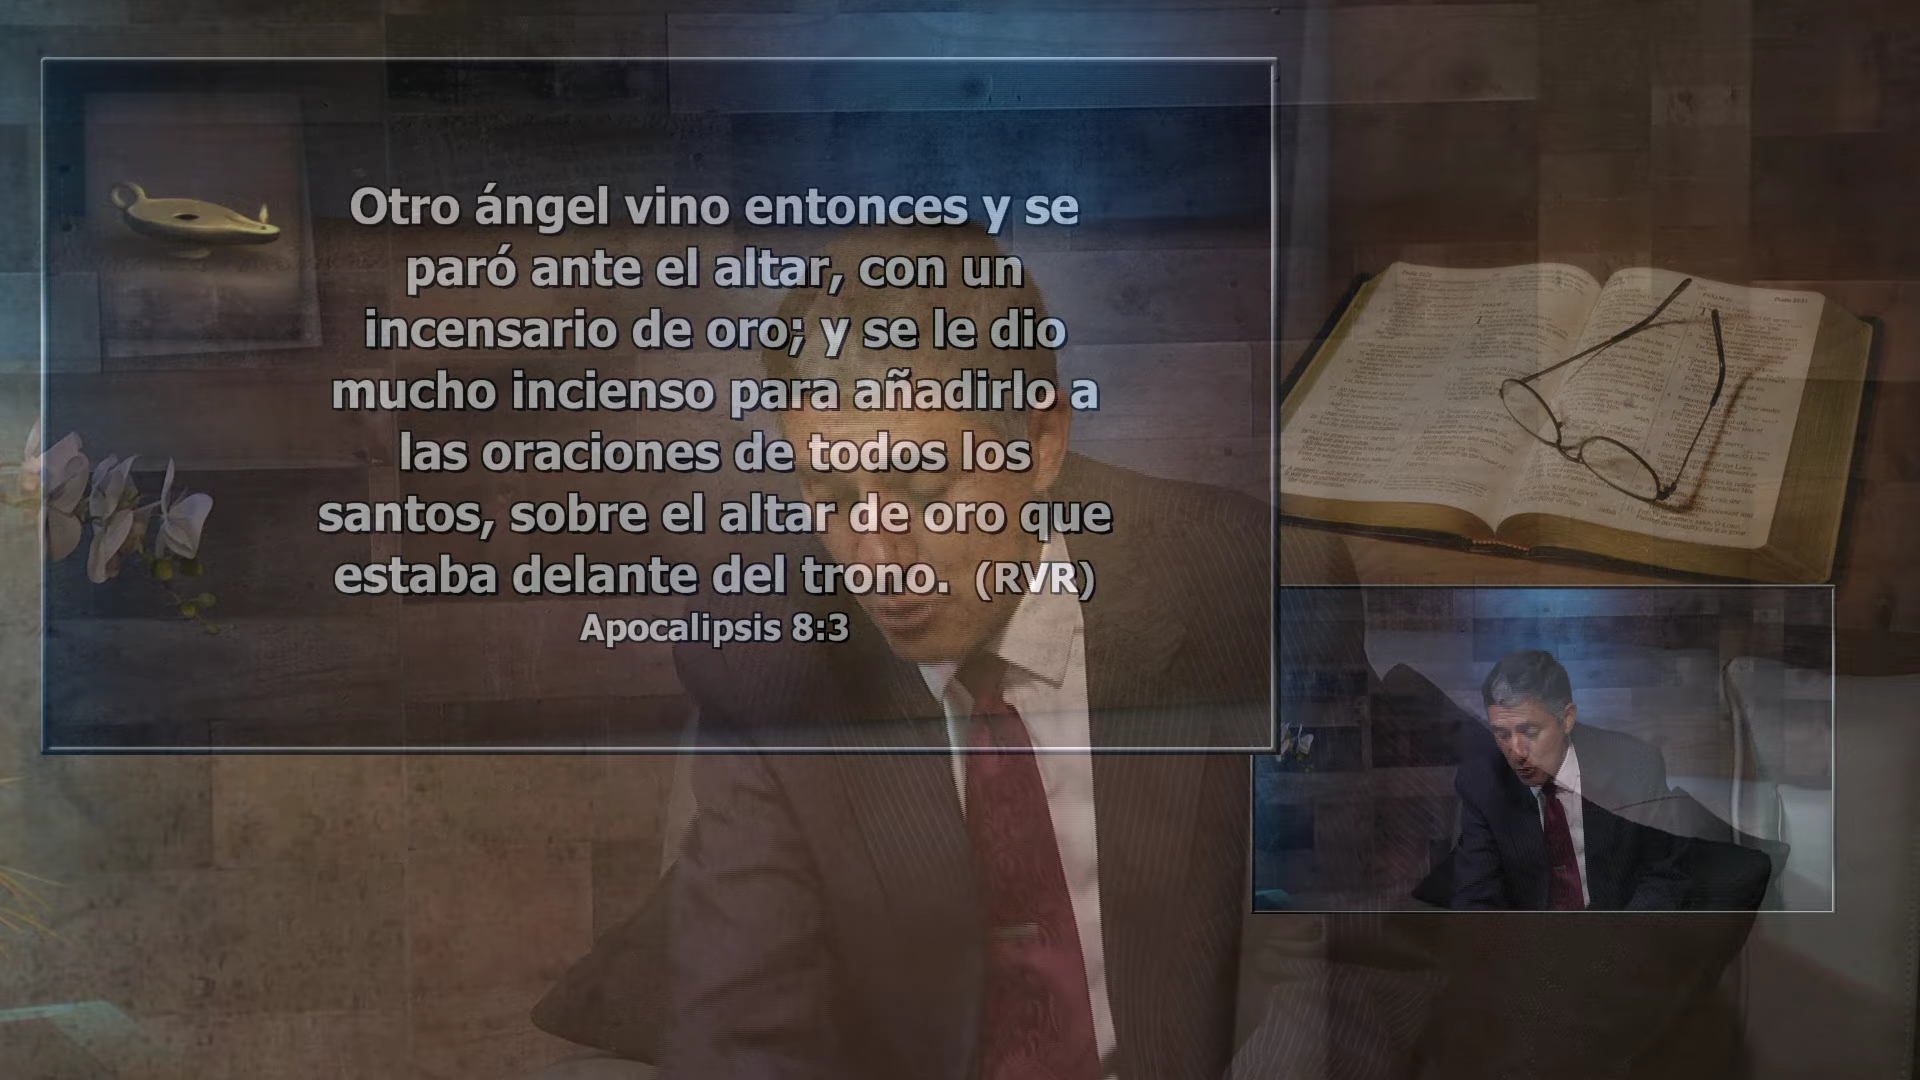 Otro ángel vino entonces y se
paró ante el altar, con un
incensario de oro; y se le dio
mucho incienso para añadirlo a
las oraciones de todos los
santos, sobre el altar de oro que
estaba delante del trono. (RVR)
Apocalipsis 8:3